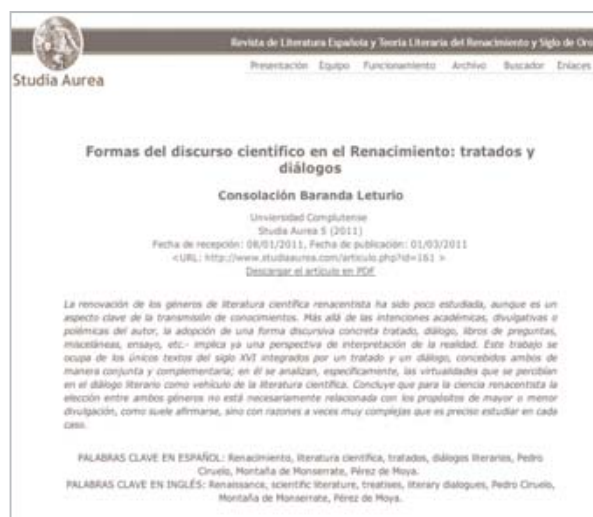 Revista de Literatura Española y Teoría Literaria del Renacimiento y Siglo de Oro
Presentación Equipo Funcionamiento Archivo Buscador Enlaces
Studia Aurea
Formas del discurso científico en el Renacimiento: tratados y
diálogos
Consolación Baranda Leturio
Universidad Complutense
Studia Aurea 5 (2011)
Fecha de recepción: 08/01/2011, Fecha de publicación: 01/03/2011
<URL: http://www.studiaaurea.com/articulo.php?id=161 >
Descargar el artículo en PDF
La renovación de los géneros de literatura científica renacentista ha sido poco estudiada, aunque es un
aspecto clave de la transmisión de conocimientos. Más allá de las intenciones académicas, divulgativas o
polémicas del autor, la adopción de una forma discursiva concreta tratado, diálogo, libros de preguntas,
misceláneas, ensayo, etc.- implica ya una perspectiva de interpretación de la realidad. Este trabajo se
ocupa de los únicos textos del siglo XVI integrados por un tratado y un diálogo, concebidos ambos de
manera conjunta y complementaria; en él se analizan, específicamente, las virtualidades que se percibían
en el diálogo literario como vehículo de la literatura científica. Concluye que para la ciencia renacentista la
elección entre ambos géneros no está necesariamente relacionada con los propósitos de mayor o menor
divulgación, como suele afirmarse, sino con razones a veces muy complejas que es preciso estudiar en cada
caso.
PALABRAS CLAVE EN ESPAÑOL: Renacimiento, literatura científica, tratados, diálogos literarios, Pedro
Ciruelo, Montaña de Monserrate, Pérez de Moya.
PALABRAS CLAVE EN INGLÉS: Renaissance, scientific literature, treatises, literary dialogues, Pedro Ciruelo,
Montaña de Monserrate, Pérez de Moya.